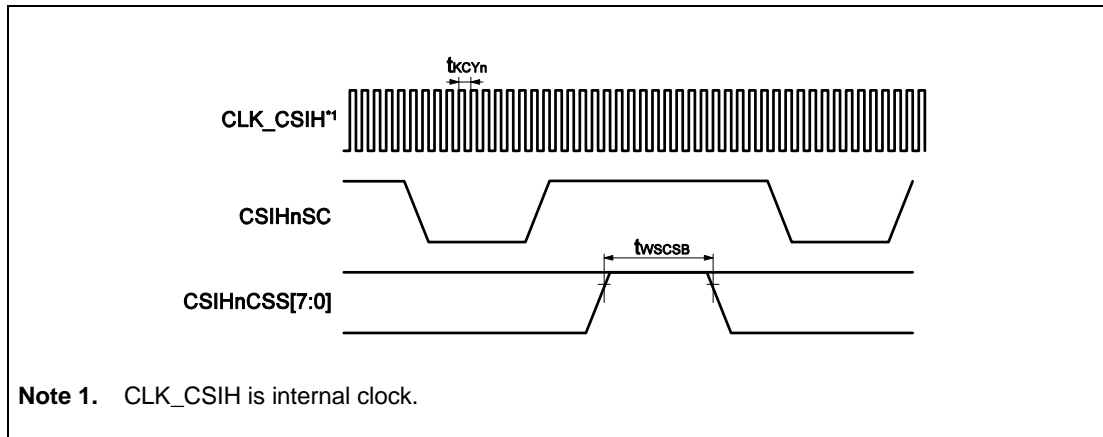 tKCYn
CLK_CSIH*1
CSIHnSC
tWSCSB
CSIHnCSS[7:0]
Note 1. CLK_CSIH is internal clock.